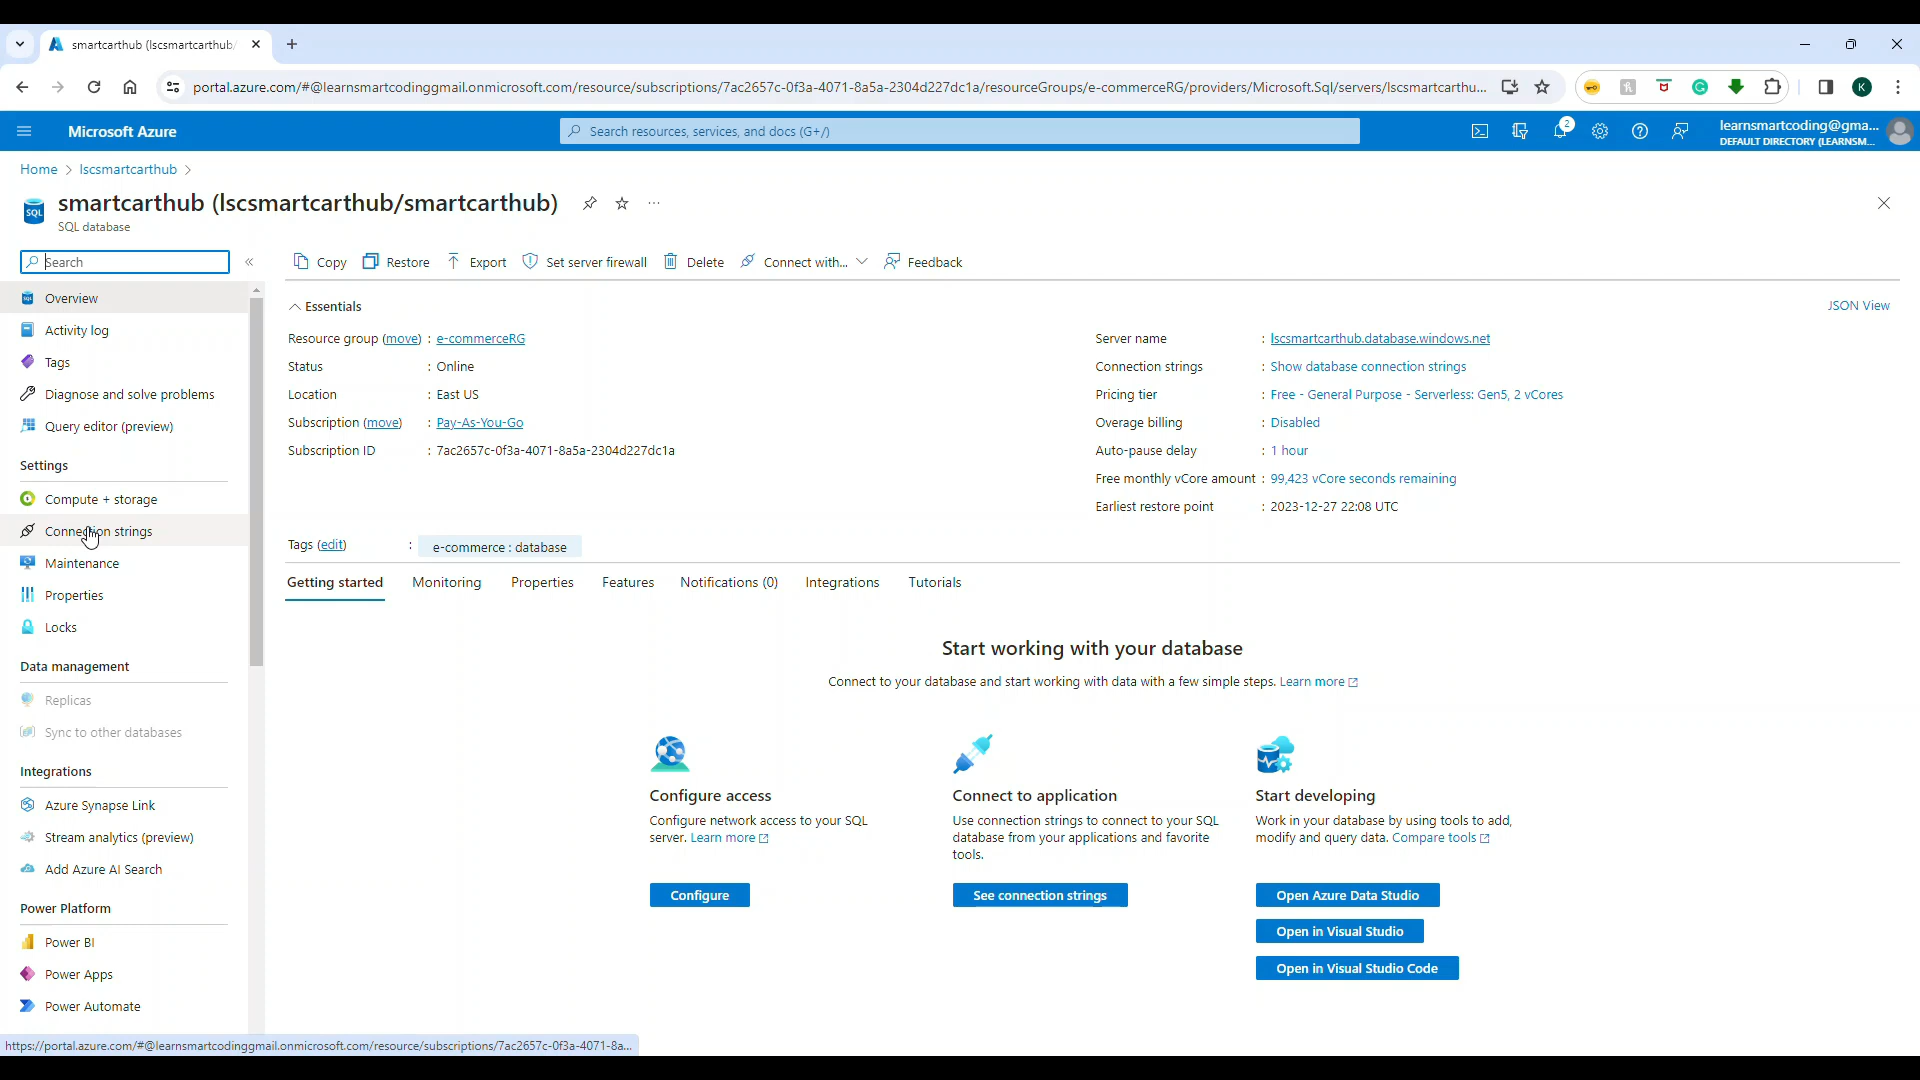 smartcarthub (lscsmartcarthub/
portal.azure.com/#@learnsmartcodinggmail.onmicrosoft.com/resource/subscriptions/7ac2657c-0f3a-4071-8a5a-2304d227dc1a/resourceGroups/e-commerceRG/providers/Microsoft.Sql/servers/lscsmartcarthu...
K
Microsoft Azure
Search resources, services, and docs (G+/)
2
learnsmartcoding@gma...
DEFAULT DIRECTORY (LEARNSM...
Home > lscsmartcarthub >
smartcarthub (lscsmartcarthub/smartcarthub)
SQL database
Search
Copy Restore Export Set server firewall Delete Connect with... Feedback
Overview
Activity log
Tags
Diagnose and solve problems
Query editor (preview)
Settings
Compute + storage
Connection strings
Maintenance
Properties
Locks
Data management
Replicas
Sync to other databases
Integrations
Azure Synapse Link
Stream analytics (preview)
Add Azure AI Search
Power Platform
Power BI
Power Apps
Power Automate
Essentials
JSON View
Resource group (move) : e-commerceRG
Status : Online
Location : East US
Subscription (move) : Pay-As-You-Go
Subscription ID : 7ac2657c-0f3a-4071-8a5a-2304d227dc1a
Server name : lscsmartcarthub.database.windows.net
Connection strings : Show database connection strings
Pricing tier : Free - General Purpose - Serverless: Gen5, 2 vCores
Overage billing : Disabled
Auto-pause delay : 1 hour
Free monthly vCore amount : 99,423 vCore seconds remaining
Earliest restore point : 2023-12-27 22:08 UTC
Tags (edit) : e-commerce : database
Getting started Monitoring Properties Features Notifications (0) Integrations Tutorials
Start working with your database
Connect to your database and start working with data with a few simple steps. Learn more
Configure access
Configure network access to your SQL
server. Learn more
Configure
Connect to application
Use connection strings to connect to your SQL
database from your applications and favorite
tools.
See connection strings
Start developing
Work in your database by using tools to add,
modify and query data. Compare tools
Open Azure Data Studio
Open in Visual Studio
Open in Visual Studio Code
https://portal.azure.com/#@learnsmartcodinggmail.onmicrosoft.com/resource/subscriptions/7ac2657c-0f3a-4071-8a...